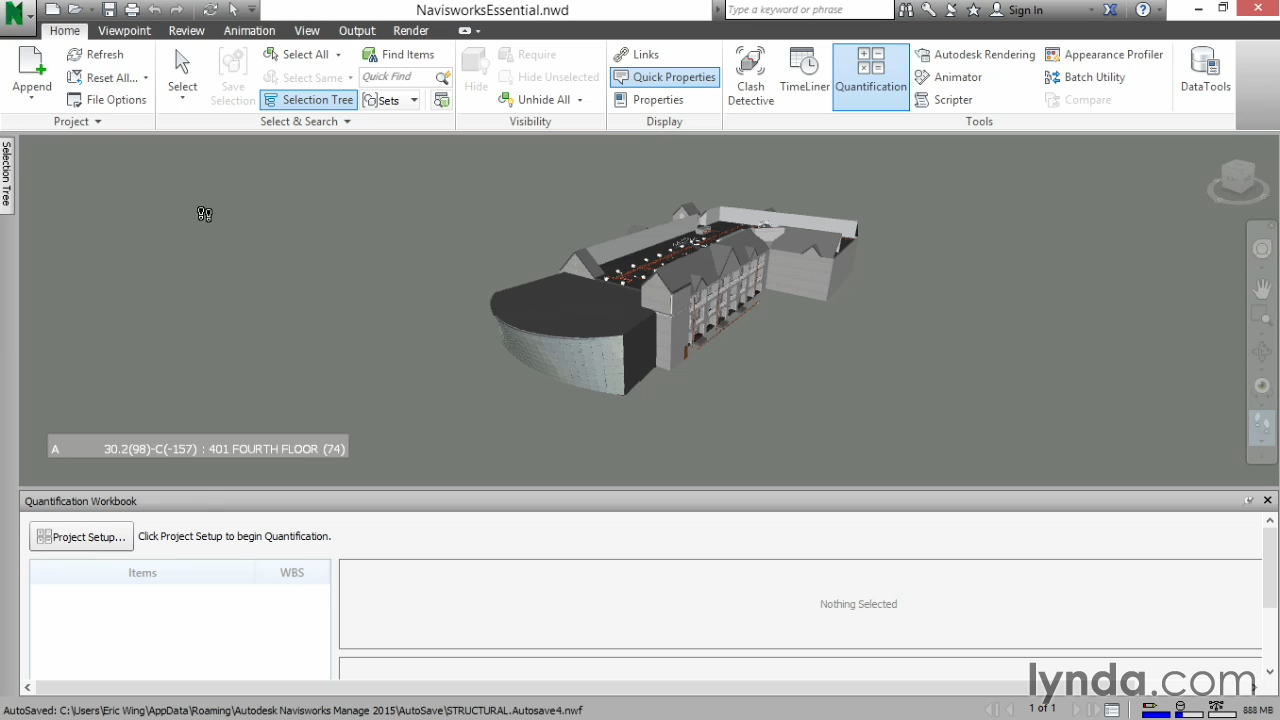 NavisworksEssential.nwd
Type a keyword or phrase
Sign In
Home Viewpoint Review Animation View Output Render
Append
Refresh
Reset All...
File Options
Project
Select
Save Selection
Select All
Select Same
Selection Tree
Find Items
Quick Find
Sets
Select & Search
Hide
Require
Hide Unselected
Unhide All
Visibility
Links
Quick Properties
Properties
Display
Clash Detective
TimeLiner
Quantification
Autodesk Rendering
Animator
Scripter
Appearance Profiler
Batch Utility
Compare
Tools
DataTools
Selection Tree
A 30.2(98)-C(-157) : 401 FOURTH FLOOR (74)
Quantification Workbook
Project Setup... Click Project Setup to begin Quantification.
Items WBS
Nothing Selected
lynda.com
AutoSaved: C:\Users\Eric Wing\AppData\Roaming\Autodesk Navisworks Manage 2015\AutoSave\STRUCTURAL.Autosave4.nwf
1 of 1
888 MB